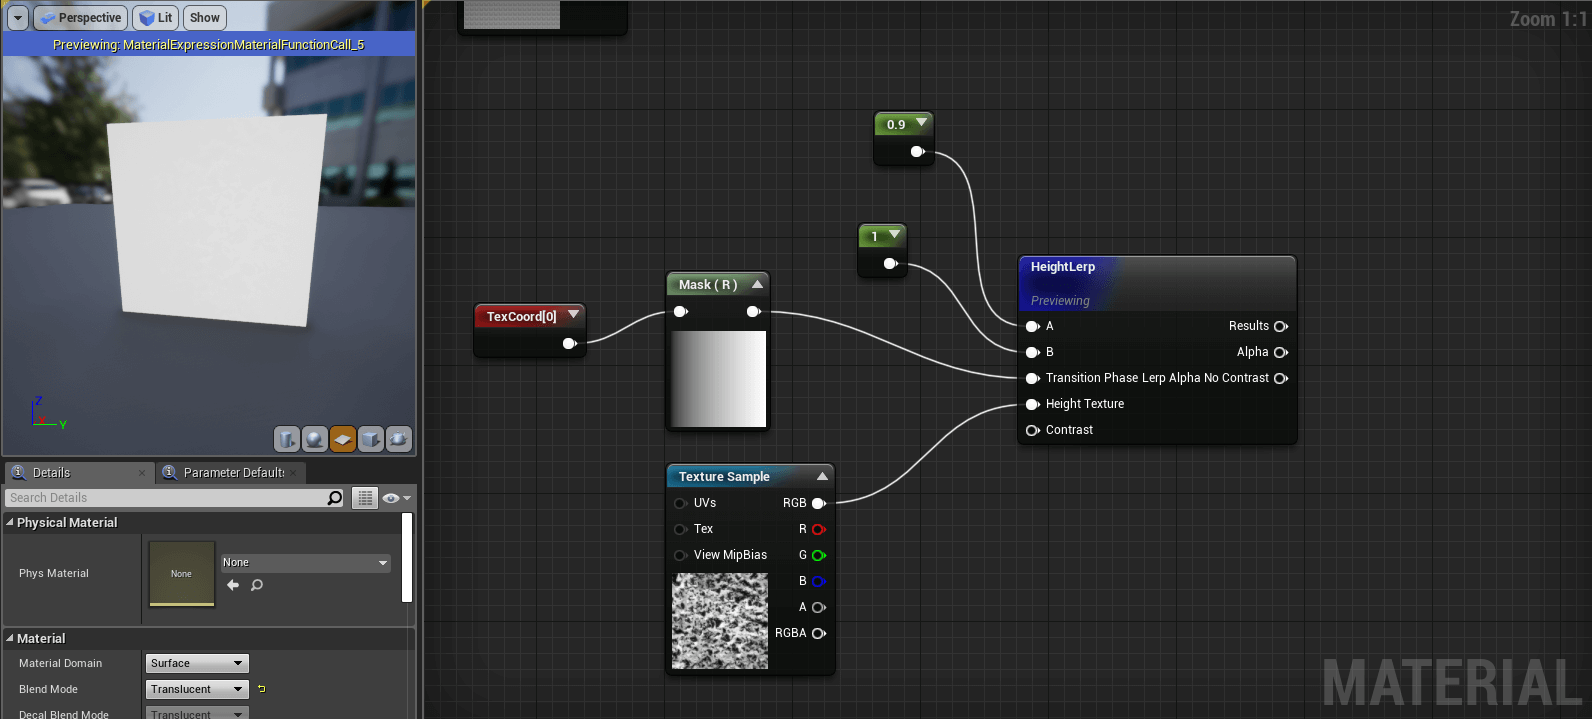 Perspective Lit Show
Previewing: MaterialExpressionMaterialFunctionCall_5
Z
Y
Details × Parameter Default ×
Search Details
Physical Material
Phys Material
None
None
Material
Material Domain Surface
Blend Mode Translucent
Decal Blend Mode Translucent
Zoom 1:1
0.9
1
TexCoord[0]
Mask ( R )
HeightLerp
Previewing
A Results
B Alpha
Transition Phase Lerp Alpha No Contrast
Height Texture
Contrast
Texture Sample
UVs RGB
Tex R
View MipBias G
B
A
RGBA
MATERIAL